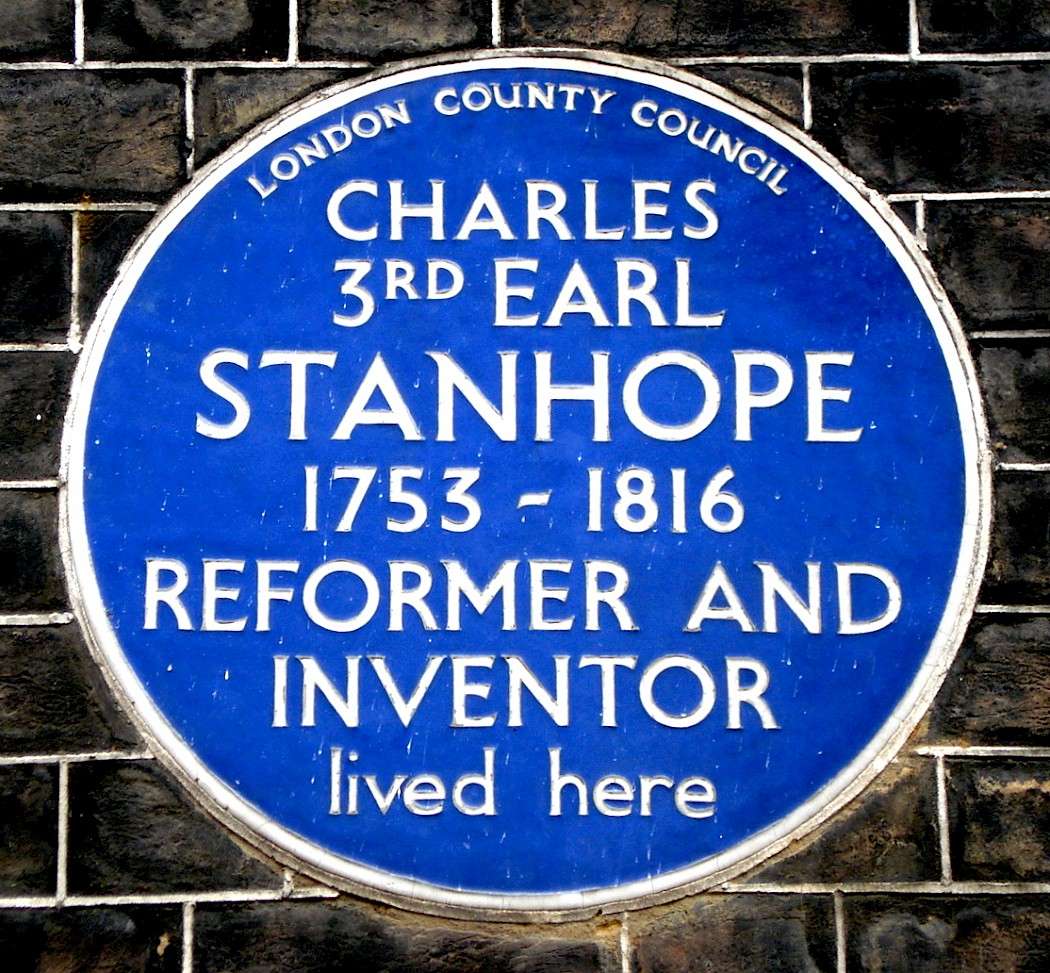 LONDON COUNTY COUNCIL
CHARLES
3RD EARL
STANHOPE
1753 - 1816
REFORMER AND
INVENTOR
lived here